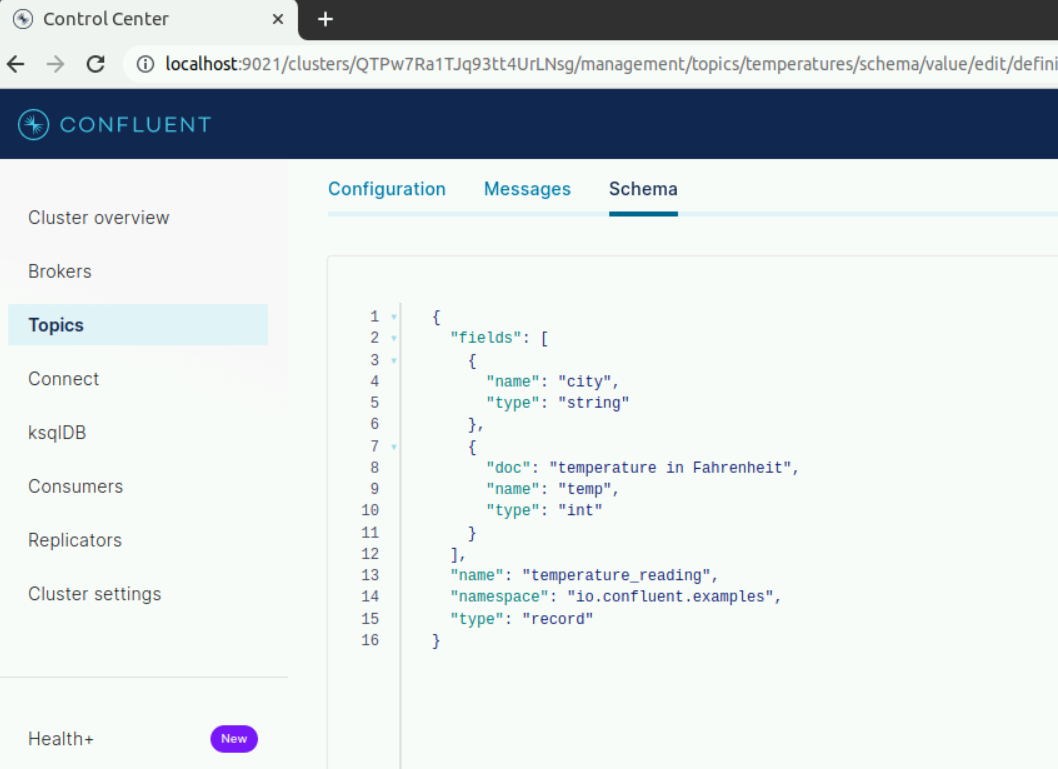 Control Center
localhost:9021/clusters/QTPw7Ra1TJq93tt4UrLNsg/management/topics/temperatures/schema/value/edit/defini
CONFLUENT
Cluster overview
Brokers
Topics
Connect
ksqlDB
Consumers
Replicators
Cluster settings
Health+ New
Configuration Messages Schema
1 {
2 "fields": [
3 {
4 "name": "city",
5 "type": "string"
6 },
7 {
8 "doc": "temperature in Fahrenheit",
9 "name": "temp",
10 "type": "int"
11 }
12 ],
13 "name": "temperature_reading",
14 "namespace": "io.confluent.examples",
15 "type": "record"
16 }